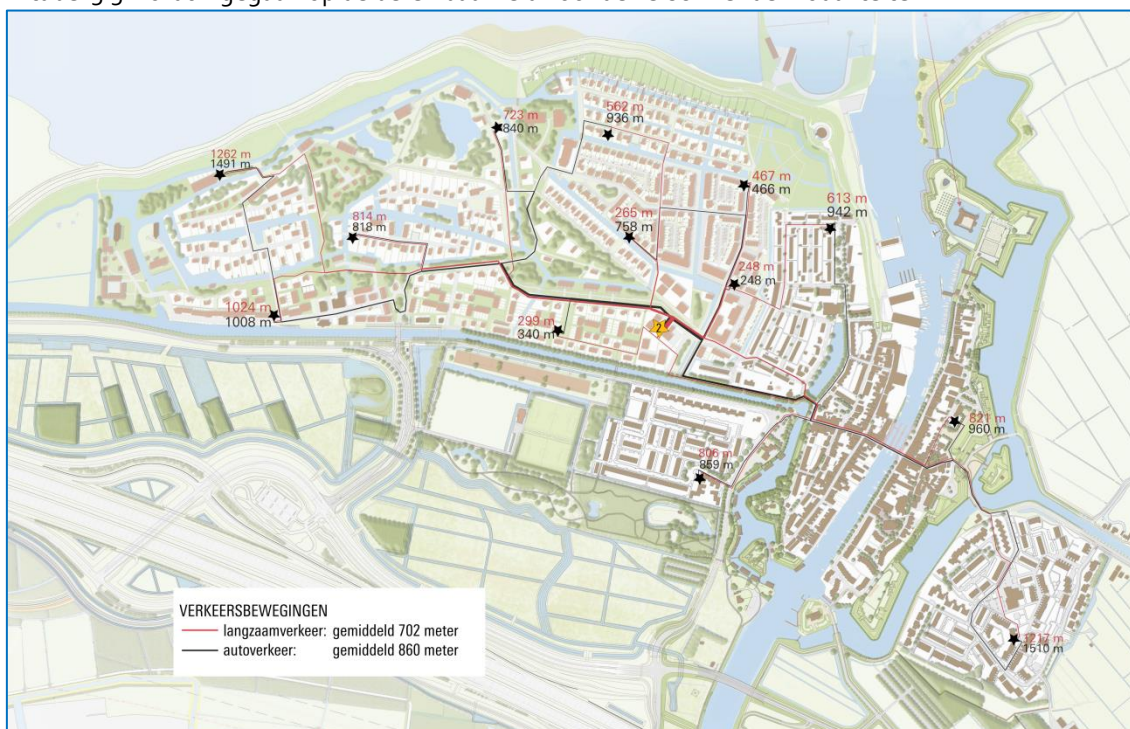 562 m
936 m
723 m
840 m
1262 m
1491 m
467 m
466 m
613 m
942 m
814 m
818 m
265 m
758 m
248 m
248 m
1024 m
1008 m
299 m
340 m
2
821 m
960 m
806 m
859 m
1217 m
1510 m
VERKEERSBEWEGINGEN
langzaamverkeer: gemiddeld 702 meter
autoverkeer: gemiddeld 860 meter